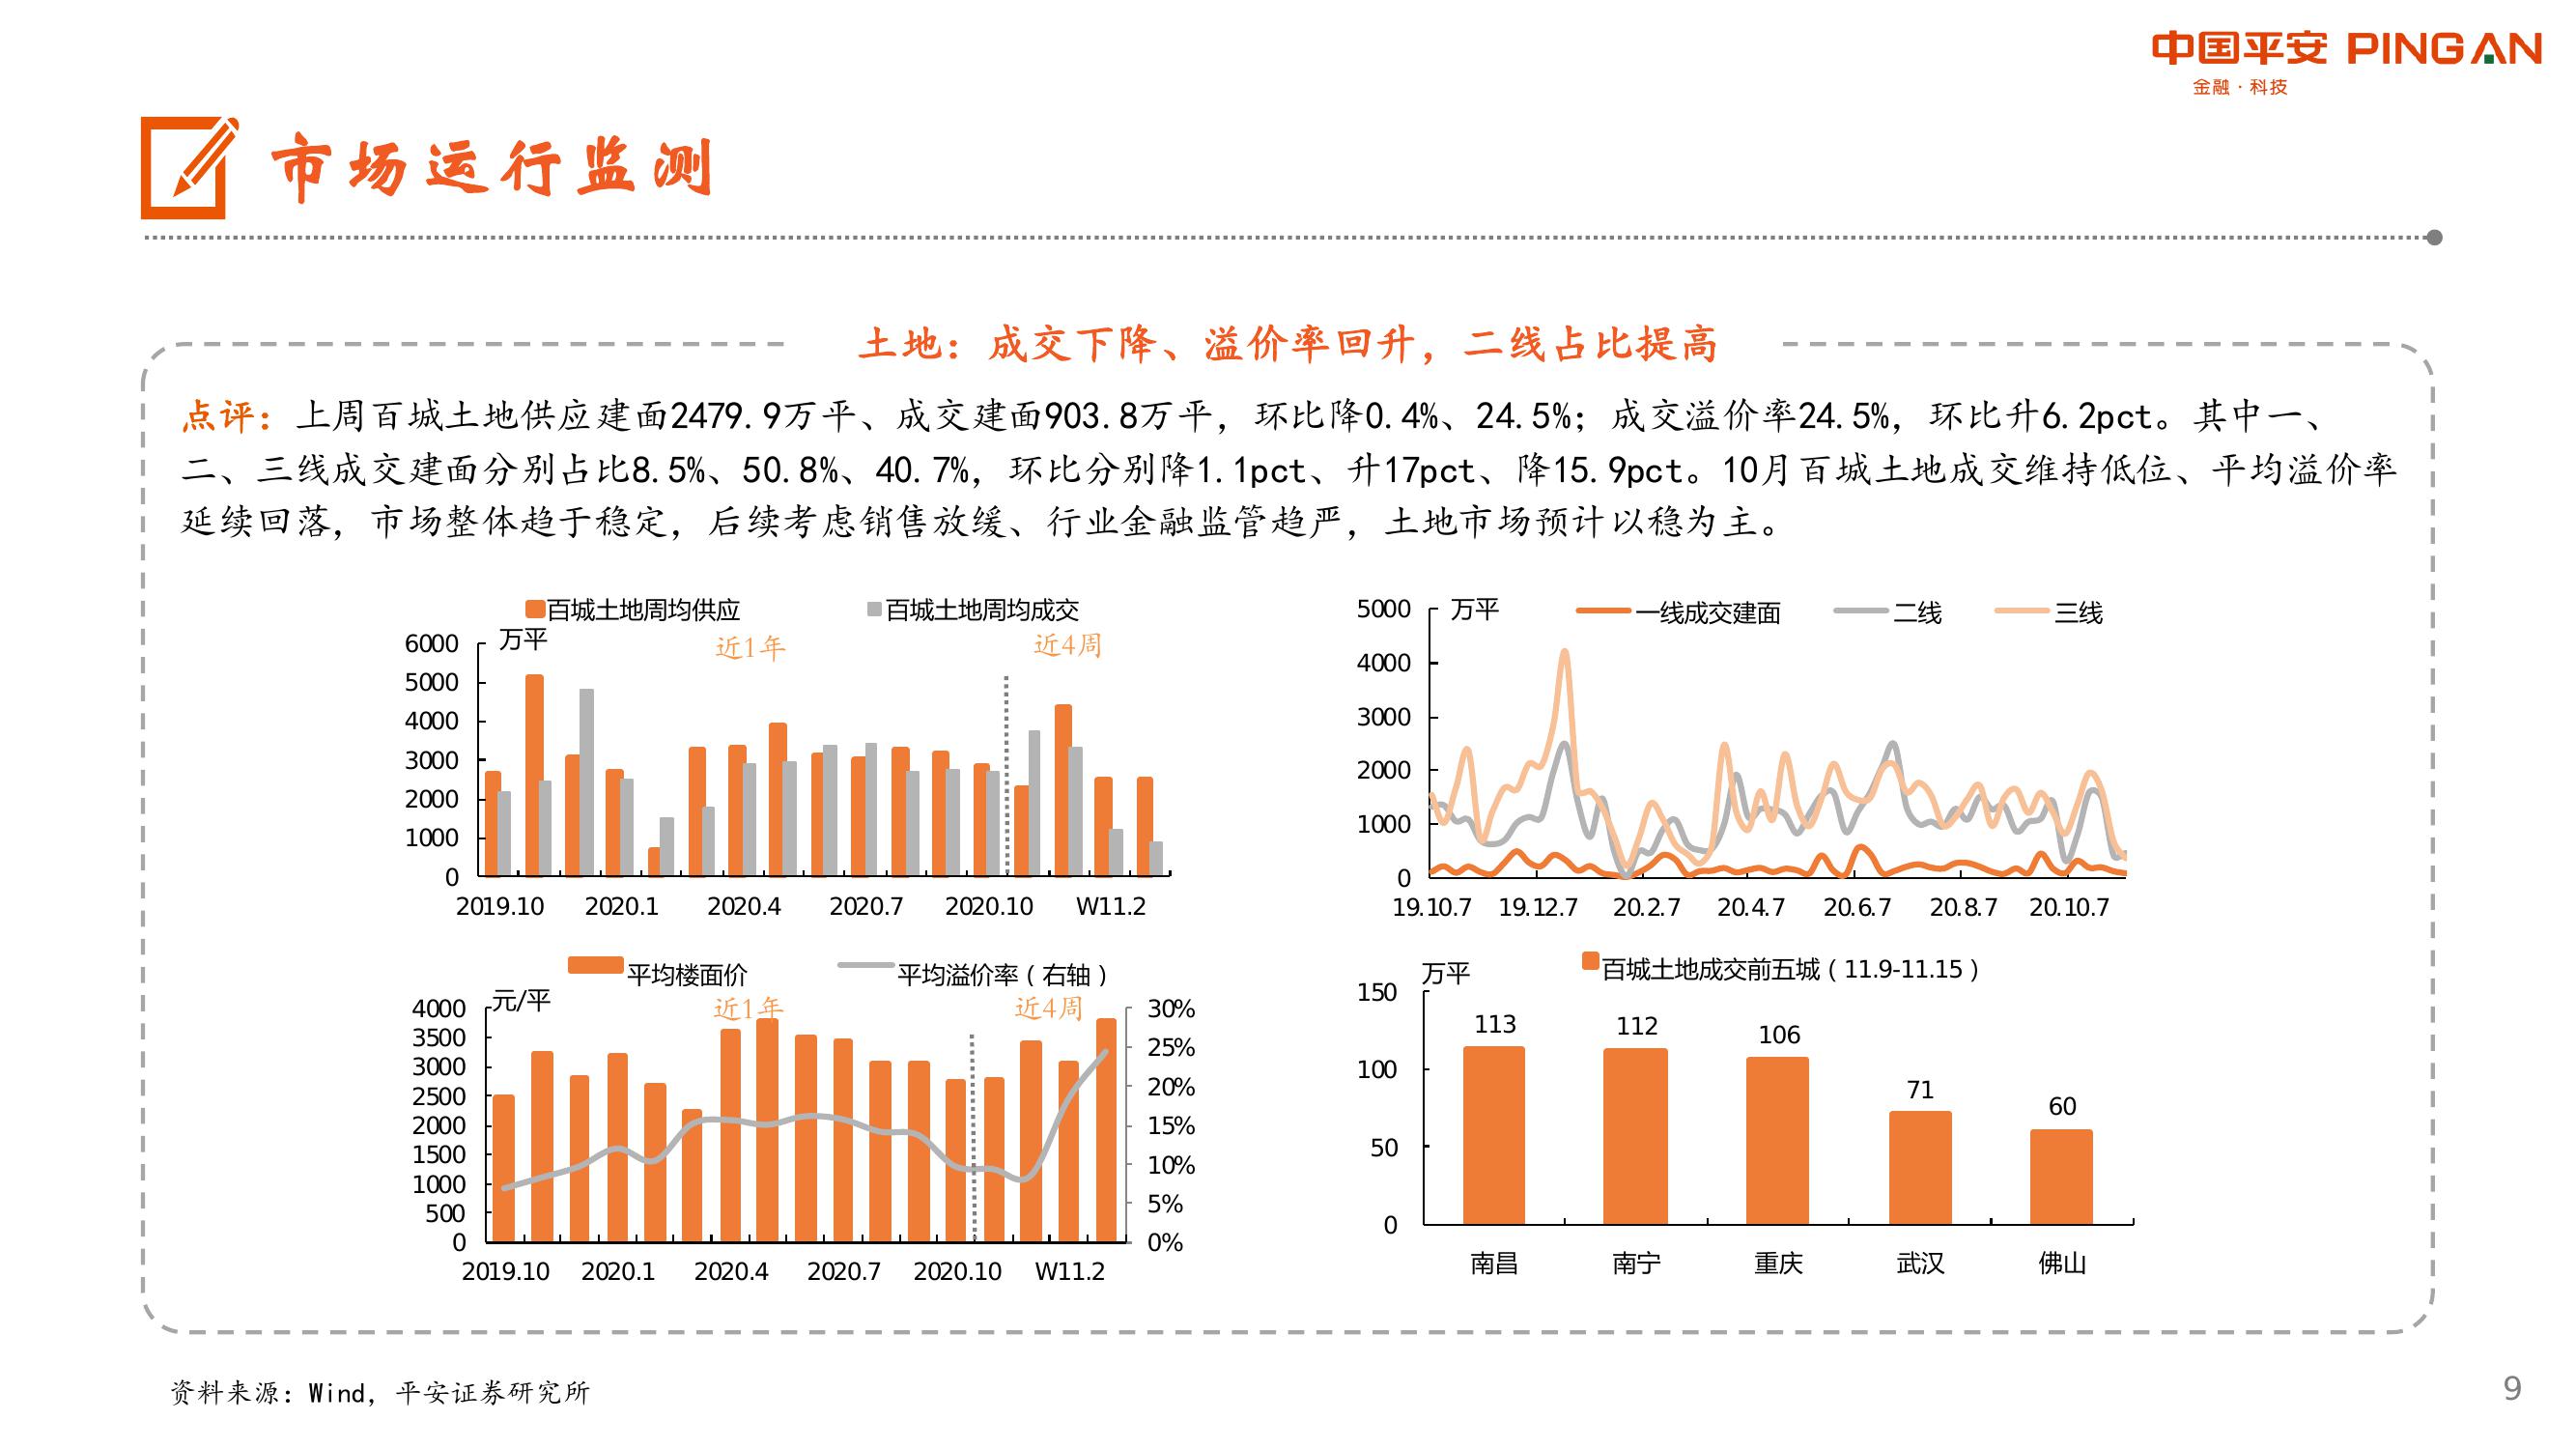 中国平安 PINGAN
金融·科技
市场运行监测
土地：成交下降、溢价率回升，二线占比提高
点评：上周百城土地供应建面2479.9万平、成交建面903.8万平，环比降0.4%、24.5%；成交溢价率24.5%，环比升6.2pct。其中一、
二、三线成交建面分别占比8.5%、50.8%、40.7%，环比分别降1.1pct、升17pct、降15.9pct。10月百城土地成交维持低位、平均溢价率
延续回落，市场整体趋于稳定，后续考虑销售放缓、行业金融监管趋严，土地市场预计以稳为主。
百城土地周均供应 百城土地周均成交
万平 近1年 近4周
6000
5000
4000
3000
2000
1000
0
2019.10 2020.1 2020.4 2020.7 2020.10 W11.2
万平 一线成交建面 二线 三线
5000
4000
3000
2000
1000
0
19.10.7 19.12.7 20.2.7 20.4.7 20.6.7 20.8.7 20.10.7
平均楼面价 平均溢价率（右轴）
元/平 近1年 近4周
4000
3500
3000
2500
2000
1500
1000
500
0
30%
25%
20%
15%
10%
5%
0%
2019.10 2020.1 2020.4 2020.7 2020.10 W11.2
万平 百城土地成交前五城（11.9-11.15）
150
100
50
0
113 112 106 71 60
南昌 南宁 重庆 武汉 佛山
资料来源：Wind，平安证券研究所
9